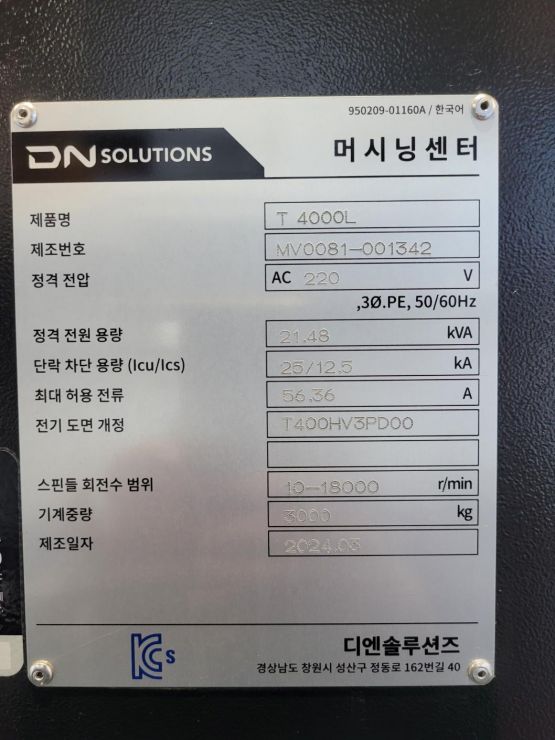 950209-01160A / 한국어
DN SOLUTIONS
머시닝센터
제품명 T 4000L
제조번호 MV0081-001342
정격 전압 AC 220 V
,3Ø.PE, 50/60Hz
정격 전원 용량 21.48 kVA
단락 차단 용량 (Icu/Ics) 25/12.5 kA
최대 허용 전류 56.36 A
전기 도면 개정 T400HV3PD00
스핀들 회전수 범위 10-18000 r/min
기계중량 3000 kg
제조일자 2024.03
KCs
디엔솔루션즈
경상남도 창원시 성산구 정동로 162번길 40